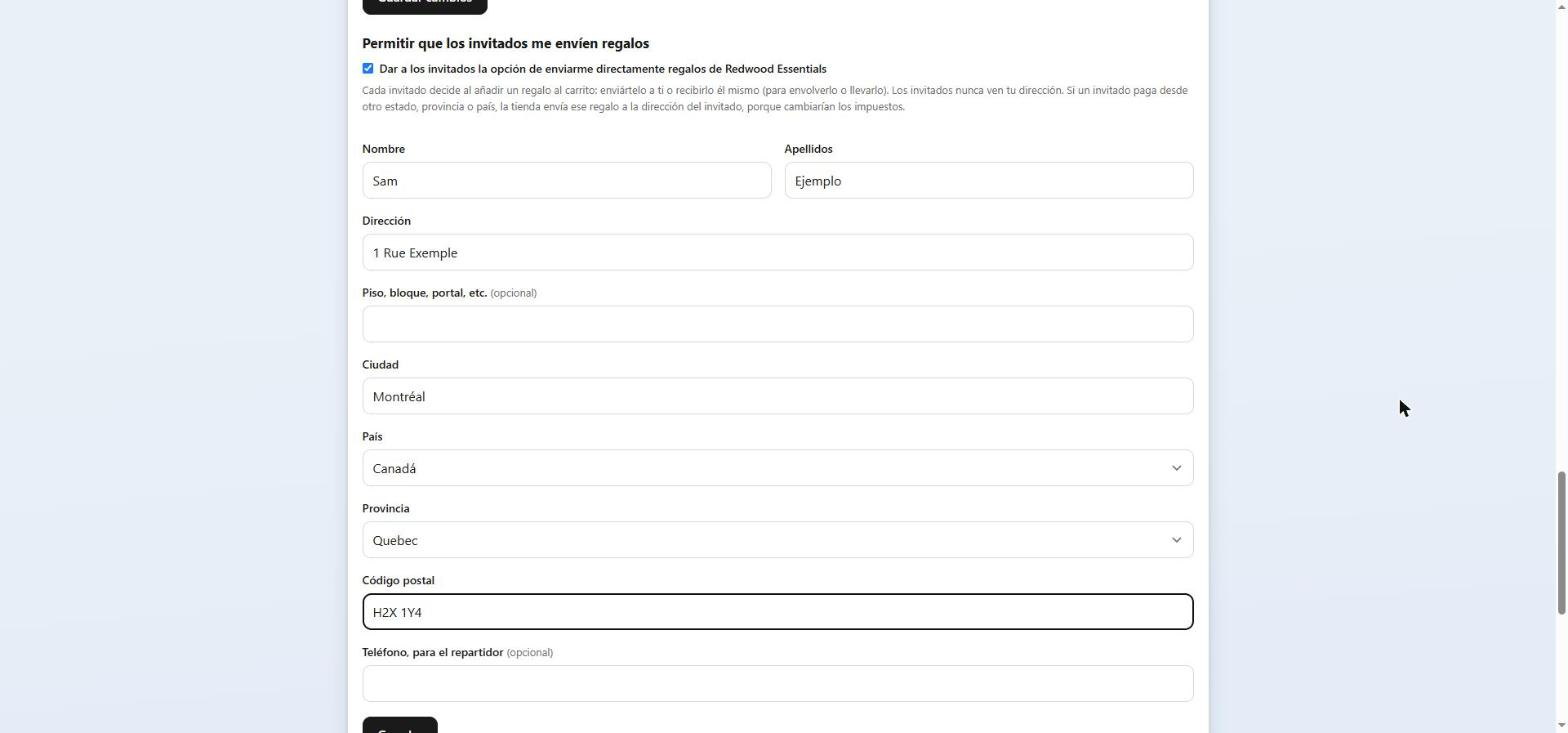 Permitir que los invitados me envíen regalos
Dar a los invitados la opción de enviarme directamente regalos de Redwood Essentials
Cada invitado decide al añadir un regalo al carrito: enviártelo a ti o recibirlo él mismo (para envolverlo o llevarlo). Los invitados nunca ven tu dirección. Si un invitado paga desde
otro estado, provincia o país, la tienda envía ese regalo a la dirección del invitado, porque cambiarían los impuestos.
Nombre
Apellidos
Sam
Ejemplo
Dirección
1 Rue Exemple
Piso, bloque, portal, etc. (opcional)
Ciudad
Montréal
País
Canadá
Provincia
Quebec
Código postal
H2X 1Y4
Teléfono, para el repartidor (opcional)